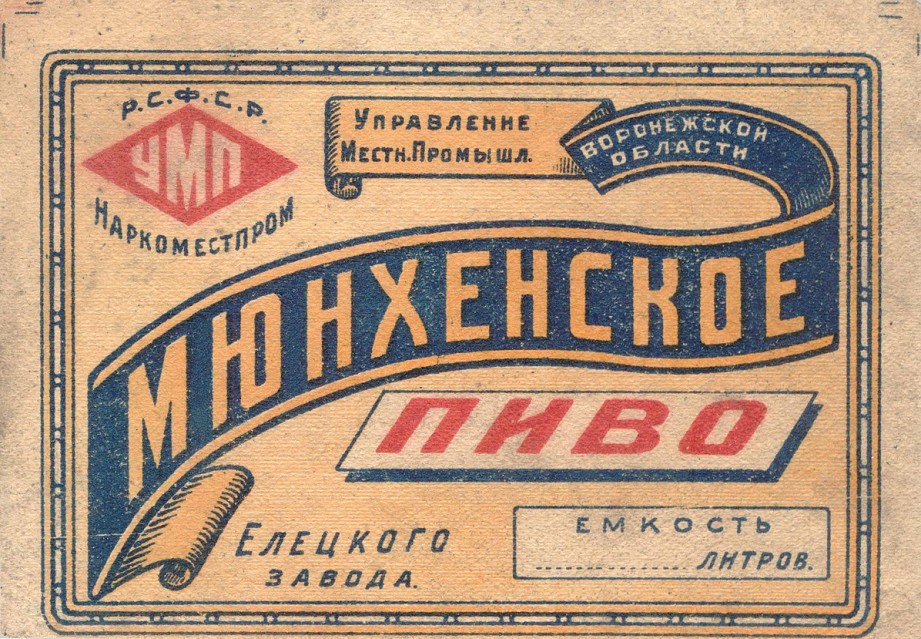 Р.С.Ф.С.Р.
УМП
НАРКОМЕСТПРОМ
УПРАВЛЕНИЕ
МЕСТН.ПРОМЫШЛ.
ВОРОНЕЖСКОЙ
ОБЛАСТИ
МЮНХЕНСКОЕ
ПИВО
ЕЛЕЦКОГО
ЗАВОДА.
ЕМКОСТЬ
.................... ЛИТРОВ.